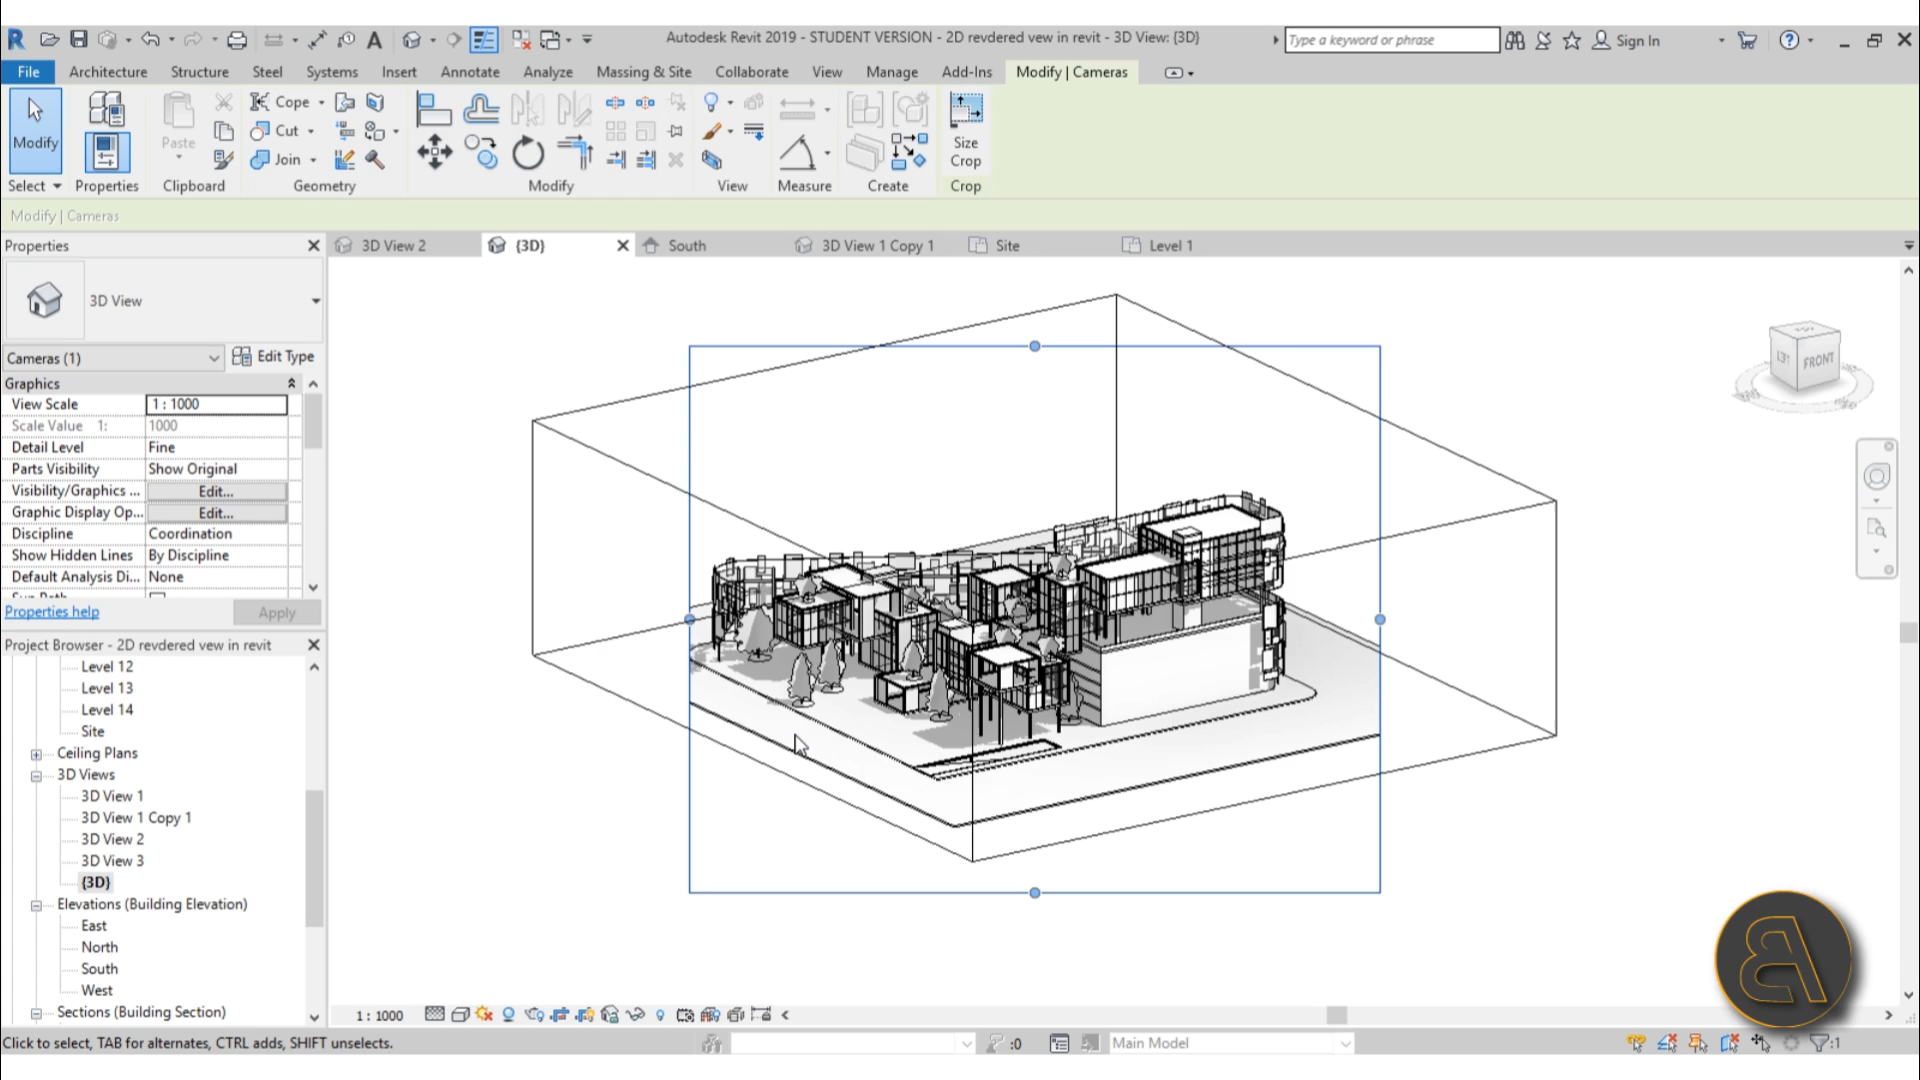 Autodesk Revit 2019 - STUDENT VERSION - 2D revdered vew in revit - 3D View: {3D}
Type a keyword or phrase
Sign In
File Architecture Structure Steel Systems Insert Annotate Analyze Massing & Site Collaborate View Manage Add-Ins Modify | Cameras
Modify
Paste
Cope
Cut
Join
Size
Crop
Select Properties Clipboard Geometry Modify View Measure Create Crop
Modify | Cameras
Properties
3D View 2
{3D}
South
3D View 1 Copy 1
Site
Level 1
3D View
Cameras (1)
Edit Type
Graphics
View Scale 1 : 1000
Scale Value 1: 1000
Detail Level Fine
Parts Visibility Show Original
Visibility/Graphics ... Edit...
Graphic Display Op... Edit...
Discipline Coordination
Show Hidden Lines By Discipline
Default Analysis Di... None
Properties help
Apply
Project Browser - 2D revdered vew in revit
Level 12
Level 13
Level 14
Site
Ceiling Plans
3D Views
3D View 1
3D View 1 Copy 1
3D View 2
3D View 3
{3D}
Elevations (Building Elevation)
East
North
South
West
Sections (Building Section)
FRONT
1 : 1000
Click to select, TAB for alternates, CTRL adds, SHIFT unselects.
:0
Main Model
:1